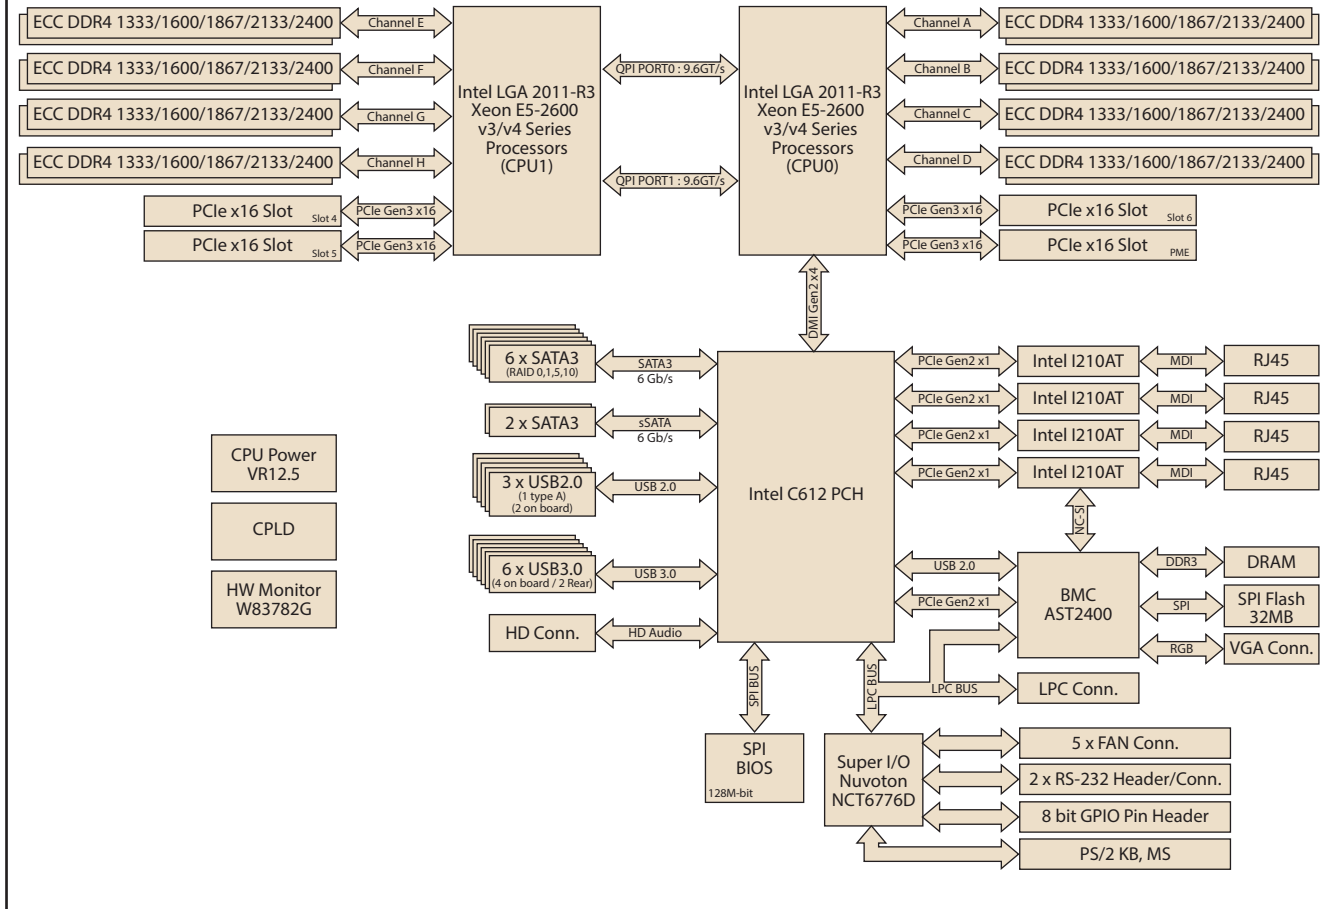 ECC DDR4 1333/1600/1867/2133/2400
Channel E
ECC DDR4 1333/1600/1867/2133/2400
Channel F
ECC DDR4 1333/1600/1867/2133/2400
Channel G
ECC DDR4 1333/1600/1867/2133/2400
Channel H
PCIe x16 Slot
Slot 4
PCIe Gen3 x16
PCIe x16 Slot
Slot 5
PCIe Gen3 x16
Intel LGA 2011-R3
Xeon E5-2600
v3/v4 Series
Processors
(CPU1)
QPI PORT0 : 9.6GT/s
QPI PORT1 : 9.6GT/s
Intel LGA 2011-R3
Xeon E5-2600
v3/v4 Series
Processors
(CPU0)
Channel A
ECC DDR4 1333/1600/1867/2133/2400
Channel B
ECC DDR4 1333/1600/1867/2133/2400
Channel C
ECC DDR4 1333/1600/1867/2133/2400
Channel D
ECC DDR4 1333/1600/1867/2133/2400
PCIe Gen3 x16
PCIe x16 Slot
Slot 6
PCIe Gen3 x16
PCIe x16 Slot
PME
DMI Gen2 x4
6 x SATA3
(RAID 0,1,5,10)
SATA3
6 Gb/s
2 x SATA3
sSATA
6 Gb/s
3 x USB2.0
(1 type A)
(2 on board)
USB 2.0
6 x USB3.0
(4 on board / 2 Rear)
USB 3.0
HD Conn.
HD Audio
CPU Power
VR12.5
CPLD
HW Monitor
W83782G
Intel C612 PCH
PCIe Gen2 x1
Intel I210AT
MDI
RJ45
PCIe Gen2 x1
Intel I210AT
MDI
RJ45
PCIe Gen2 x1
Intel I210AT
MDI
RJ45
PCIe Gen2 x1
Intel I210AT
MDI
RJ45
NC-SI
USB 2.0
PCIe Gen2 x1
BMC
AST2400
DDR3
DRAM
SPI
SPI Flash
32MB
RGB
VGA Conn.
SPI BUS
LPC BUS
LPC BUS
LPC Conn.
SPI
BIOS
128M-bit
Super I/O
Nuvoton
NCT6776D
5 x FAN Conn.
2 x RS-232 Header/Conn.
8 bit GPIO Pin Header
PS/2 KB, MS